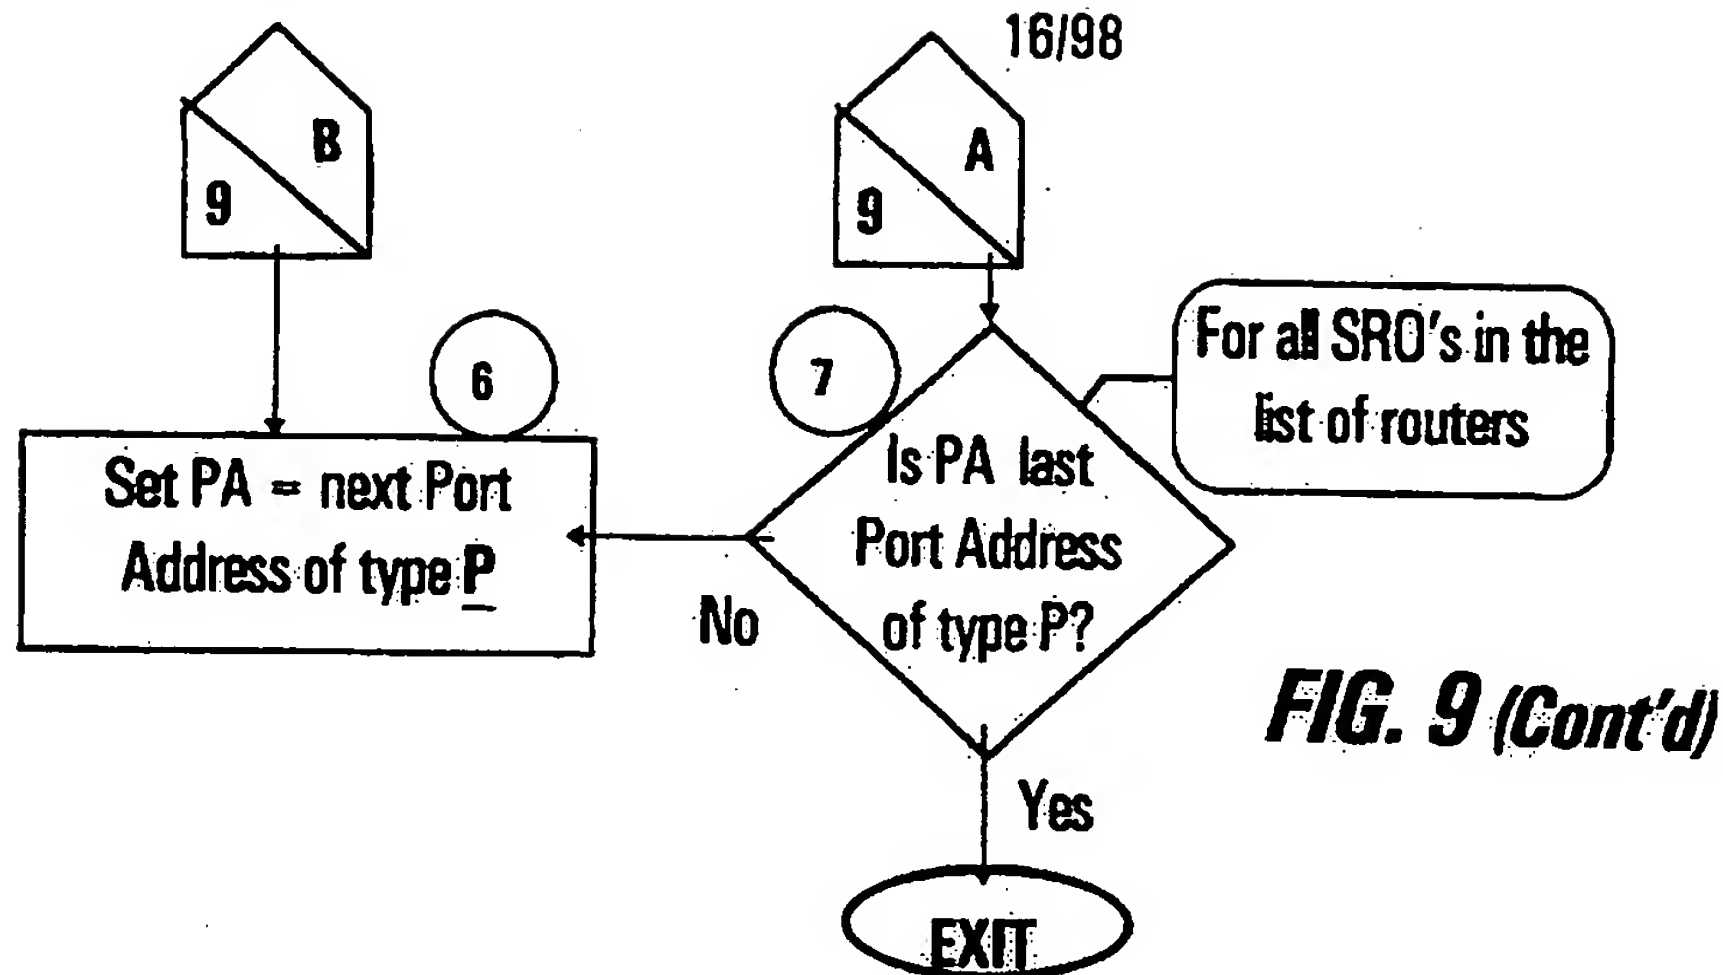 16/98
B
9
A
9
6
7
For all SRO's in the
list of routers
Set PA = next Port
Address of type P
Is PA last
Port Address
of type P?
No
Yes
EXIT
FIG. 9 (Cont'd)